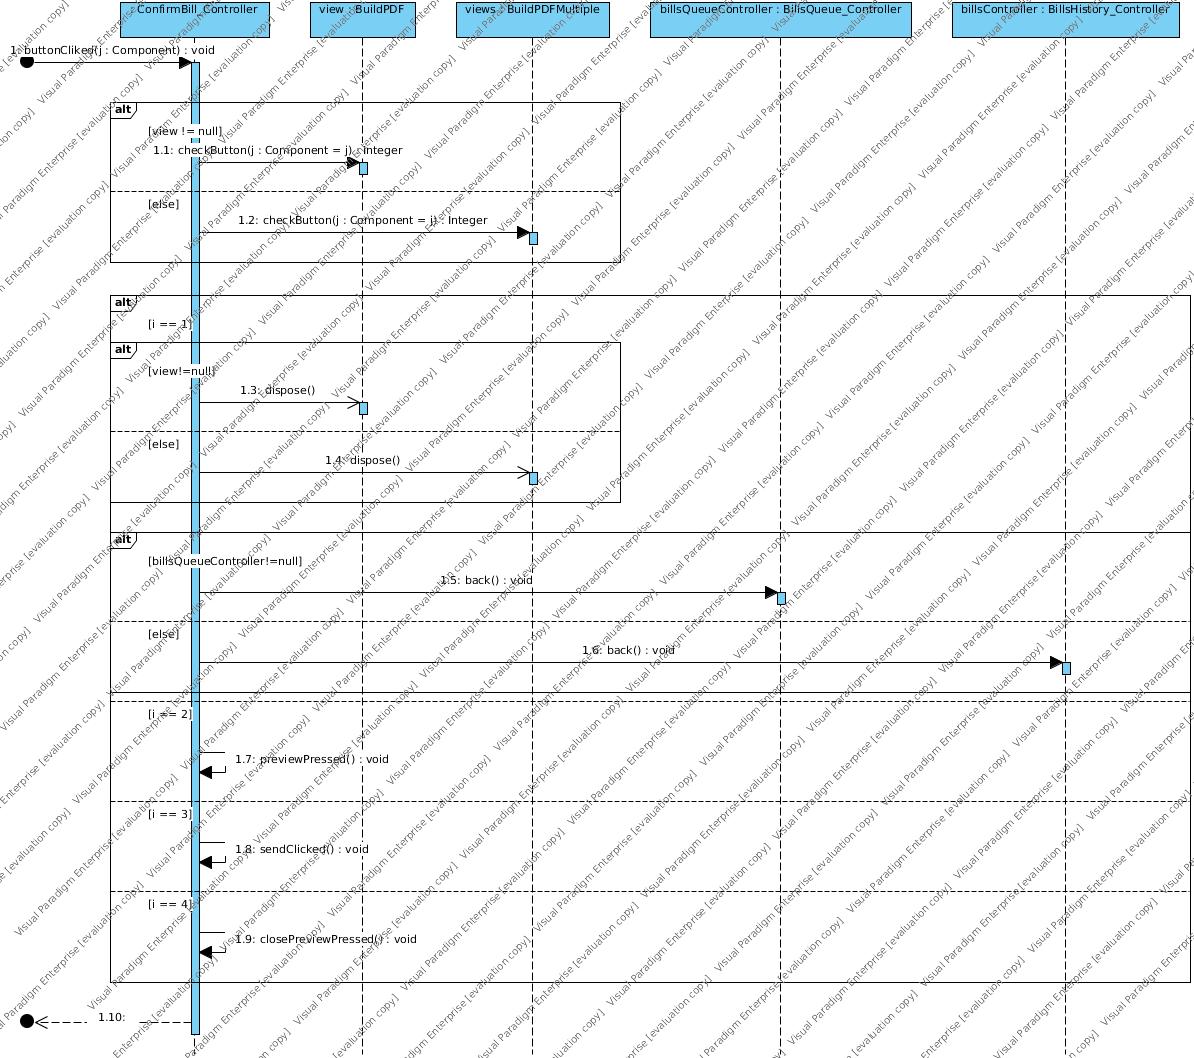 ConfirmBill_Controller
view : BuildPDF
views : BuildPDFMultiple
billsQueueController : BillsQueue_Controller
billsController : BillsHistory_Controller
1: buttonCliked(j : Component) : void
alt
[view != null]
1.1: checkButton(j : Component = j) : Integer
[else]
1.2: checkButton(j : Component = j) : Integer
alt
[i == 1]
alt
[view!=null]
1.3: dispose()
[else]
1.4: dispose()
alt
[billsQueueController!=null]
1.5: back() : void
[else]
1.6: back() : void
[i == 2]
1.7: previewPressed() : void
[i == 3]
1.8: sendClicked() : void
[i == 4]
1.9: closePreviewPressed() : void
1.10:
Visual Paradigm Enterprise [evaluation copy]